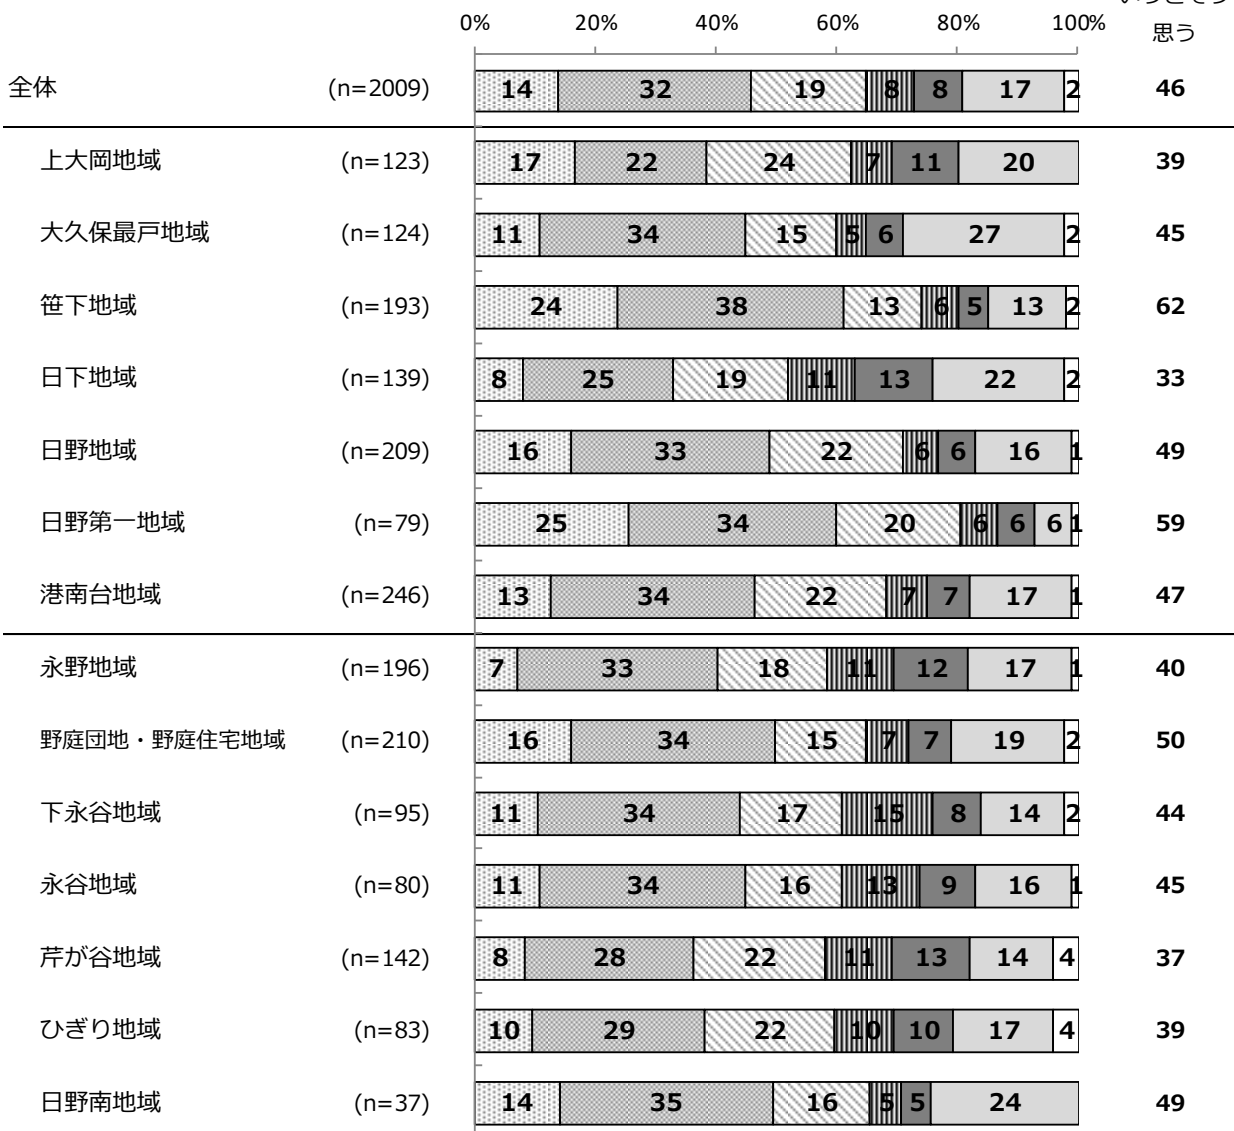 0% 20% 40% 60% 80% 100%
思う
全体 (n=2009) 14 32 19 8 8 17 2 46
上大岡地域 (n=123) 17 22 24 7 11 20 39
大久保最戸地域 (n=124) 11 34 15 5 6 27 2 45
笹下地域 (n=193) 24 38 13 6 5 13 2 62
日下地域 (n=139) 8 25 19 11 13 22 2 33
日野地域 (n=209) 16 33 22 6 6 16 1 49
日野第一地域 (n=79) 25 34 20 6 6 6 1 59
港南台地域 (n=246) 13 34 22 7 7 17 1 47
永野地域 (n=196) 7 33 18 11 12 17 1 40
野庭団地・野庭住宅地域 (n=210) 16 34 15 7 7 19 2 50
下永谷地域 (n=95) 11 34 17 15 8 14 2 44
永谷地域 (n=80) 11 34 16 13 9 16 1 45
芹が谷地域 (n=142) 8 28 22 11 13 14 4 37
ひぎり地域 (n=83) 10 29 22 10 10 17 4 39
日野南地域 (n=37) 14 35 16 5 5 24 49